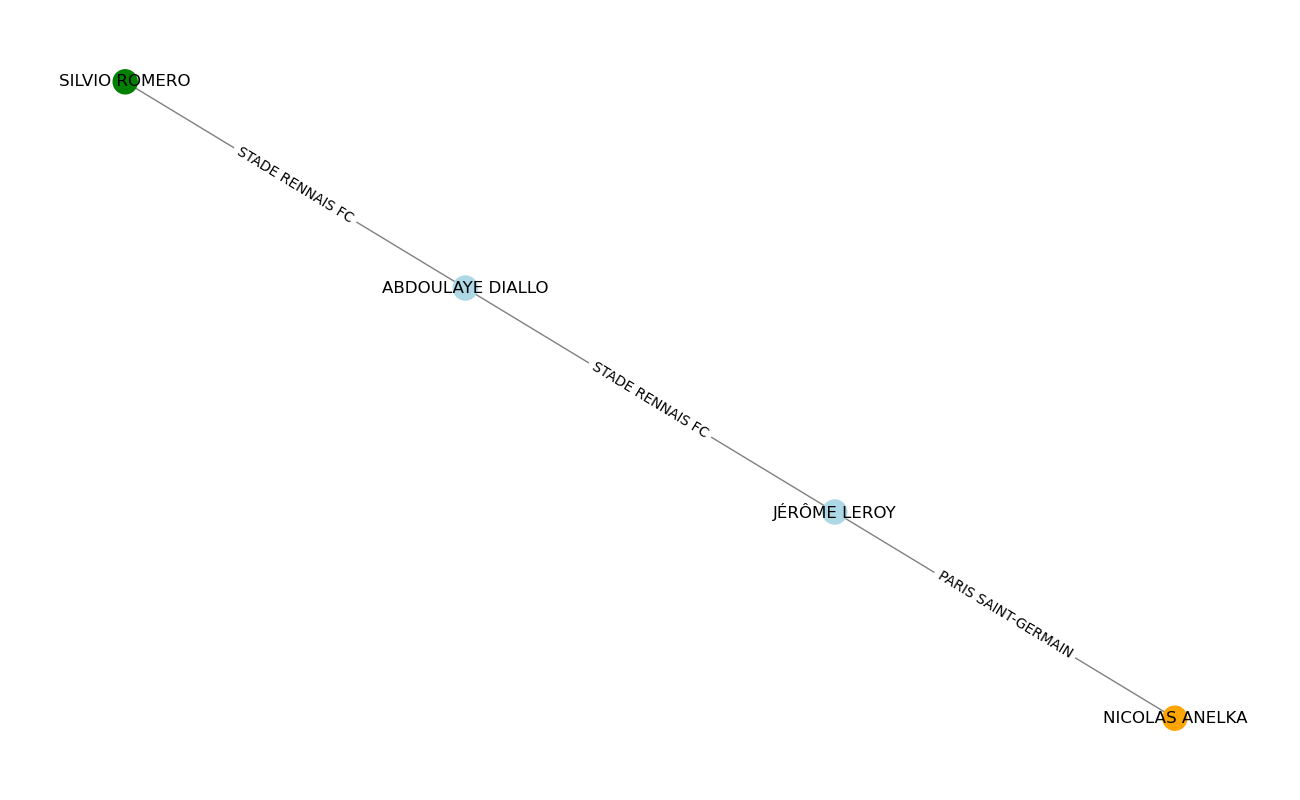 SILVIO ROMERO
STADE RENNAIS FC
ABDOULAYE DIALLO
STADE RENNAIS FC
JÉRÔME LEROY
PARIS SAINT-GERMAIN
NICOLAS ANELKA